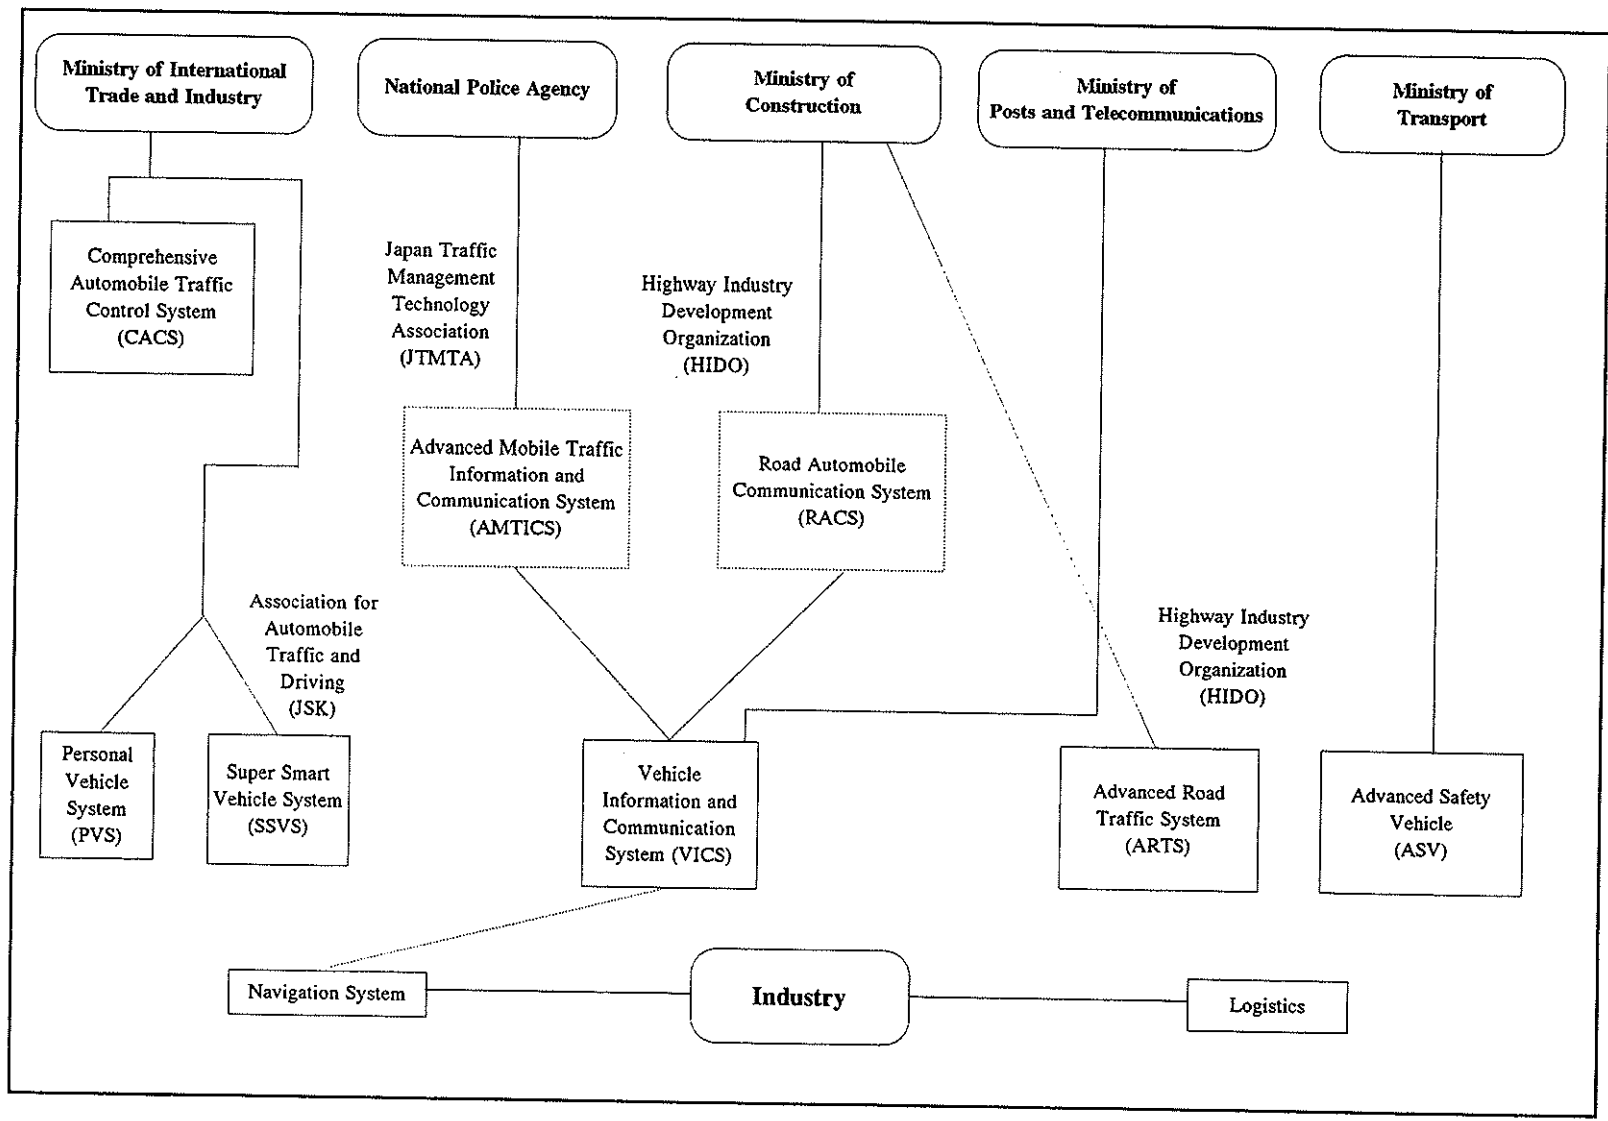 Ministry of International
Trade and Industry
National Police Agency
Ministry of
Construction
Ministry of
Posts and Telecommunications
Ministry of
Transport
Comprehensive
Automobile Traffic
Control System
(CACS)
Japan Traffic
Management
Technology
Association
(JTMTA)
Highway Industry
Development
Organization
(HIDO)
Advanced Mobile Traffic
Information and
Communication System
(AMTICS)
Road Automobile
Communication System
(RACS)
Association for
Automobile
Traffic and
Driving
(JSK)
Highway Industry
Development
Organization
(HIDO)
Personal
Vehicle
System
(PVS)
Super Smart
Vehicle System
(SSVS)
Vehicle
Information and
Communication
System (VICS)
Advanced Road
Traffic System
(ARTS)
Advanced Safety
Vehicle
(ASV)
Navigation System
Industry
Logistics